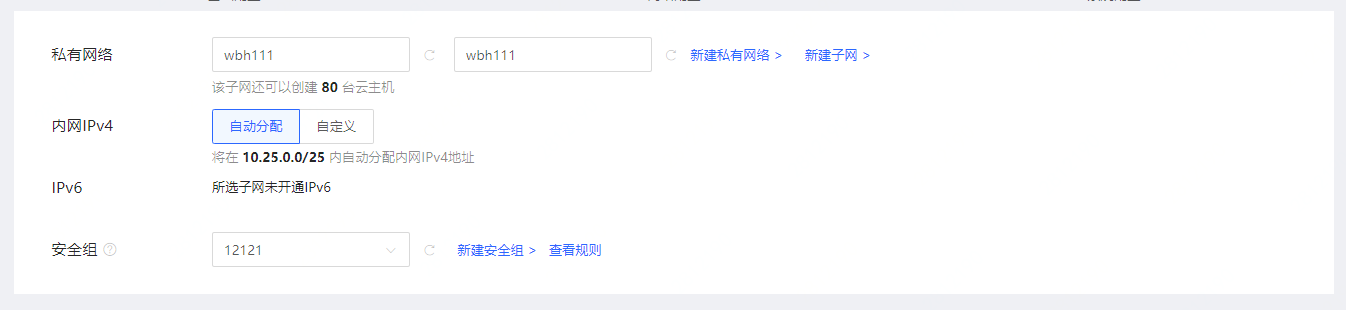 私有网络 wbh111 wbh111 新建私有网络 > 新建子网 >
该子网还可以创建 80 台云主机
内网IPv4 自动分配 自定义
将在 10.25.0.0/25 内自动分配内网IPv4地址
IPv6 所选子网未开通IPv6
安全组 ? 12121 新建安全组 > 查看规则